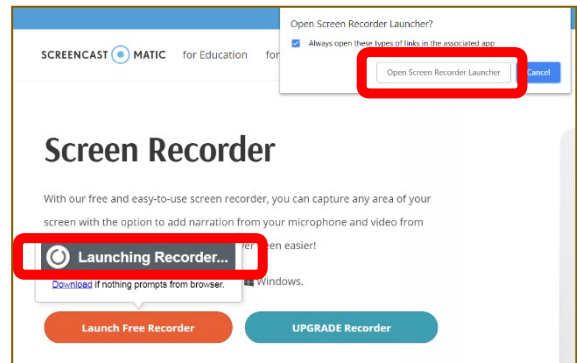 Open Screen Recorder Launcher?
Always open these types of links in the associated app
Open Screen Recorder Launcher
Cancel
SCREENCAST MATIC
for Education
for
Screen Recorder
With our free and easy-to-use screen recorder, you can capture any area of your
screen with the option to add narration from your microphone and video from
Launching Recorder...
een easier!
Download if nothing prompts from browser.
Windows.
Launch Free Recorder
UPGRADE Recorder